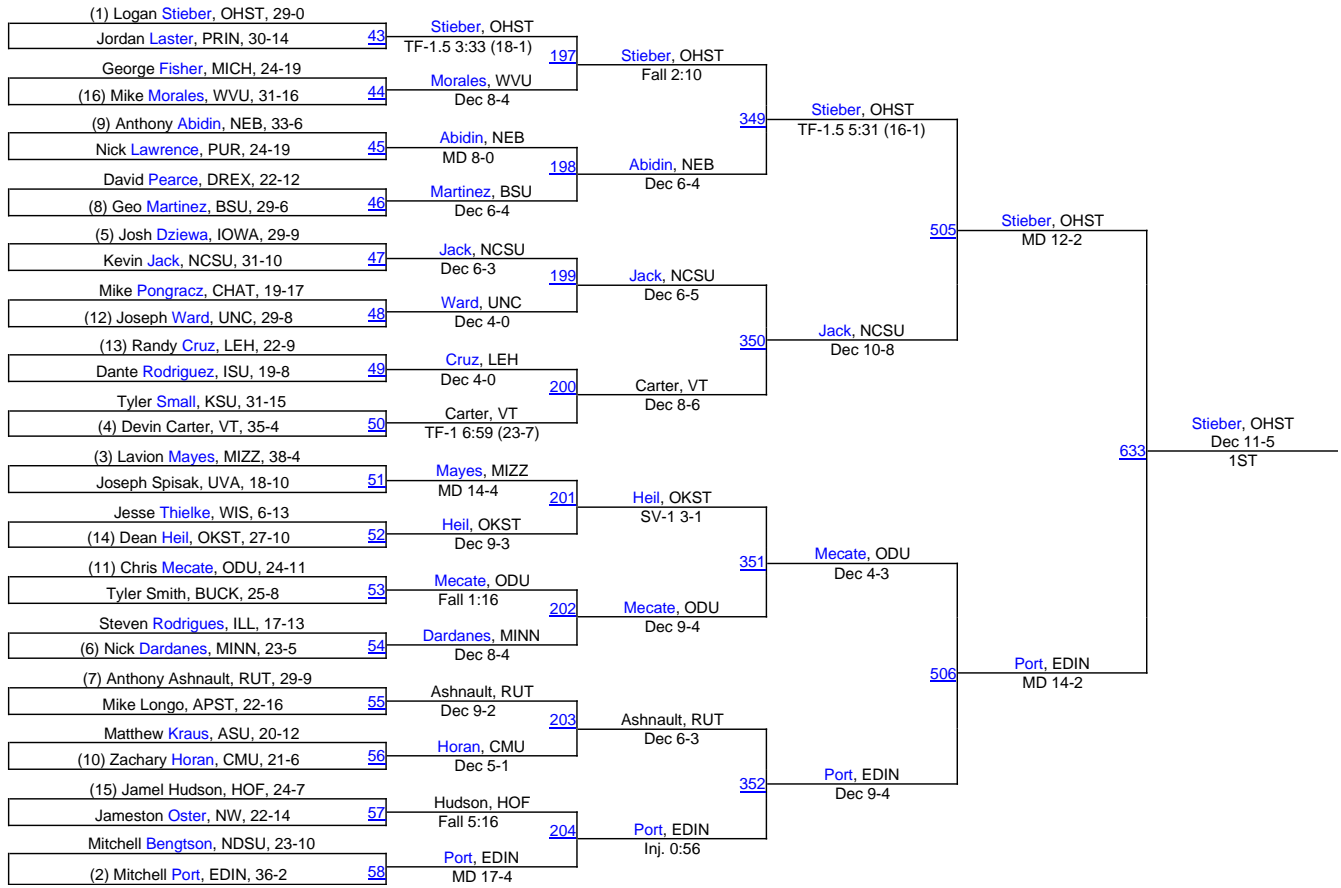 (1) Logan Stieber, OHST, 29-0
Jordan Laster, PRIN, 30-14
43
George Fisher, MICH, 24-19
(16) Mike Morales, WVU, 31-16
44
(9) Anthony Abidin, NEB, 33-6
Nick Lawrence, PUR, 24-19
45
David Pearce, DREX, 22-12
(8) Geo Martinez, BSU, 29-6
46
(5) Josh Dziewa, IOWA, 29-9
Kevin Jack, NCSU, 31-10
47
Mike Pongracz, CHAT, 19-17
(12) Joseph Ward, UNC, 29-8
48
(13) Randy Cruz, LEH, 22-9
Dante Rodriguez, ISU, 19-8
49
Tyler Small, KSU, 31-15
(4) Devin Carter, VT, 35-4
50
(3) Lavion Mayes, MIZZ, 38-4
Joseph Spisak, UVA, 18-10
51
Jesse Thielke, WIS, 6-13
(14) Dean Heil, OKST, 27-10
52
(11) Chris Mecate, ODU, 24-11
Tyler Smith, BUCK, 25-8
53
Steven Rodrigues, ILL, 17-13
(6) Nick Dardanes, MINN, 23-5
54
(7) Anthony Ashnault, RUT, 29-9
Mike Longo, APST, 22-16
55
Matthew Kraus, ASU, 20-12
(10) Zachary Horan, CMU, 21-6
56
(15) Jamel Hudson, HOF, 24-7
Jameston Oster, NW, 22-14
57
Mitchell Bengtson, NDSU, 23-10
(2) Mitchell Port, EDIN, 36-2
58
Stieber, OHST
TF-1.5 3:33 (18-1)
197
Morales, WVU
Dec 8-4
Abidin, NEB
MD 8-0
198
Martinez, BSU
Dec 6-4
Jack, NCSU
Dec 6-3
199
Ward, UNC
Dec 4-0
Cruz, LEH
Dec 4-0
200
Carter, VT
TF-1 6:59 (23-7)
Mayes, MIZZ
MD 14-4
201
Heil, OKST
Dec 9-3
Mecate, ODU
Fall 1:16
202
Dardanes, MINN
Dec 8-4
Ashnault, RUT
Dec 9-2
203
Horan, CMU
Dec 5-1
Hudson, HOF
Fall 5:16
204
Port, EDIN
MD 17-4
Stieber, OHST
Fall 2:10
349
Abidin, NEB
Dec 6-4
Jack, NCSU
Dec 6-5
350
Carter, VT
Dec 8-6
Heil, OKST
SV-1 3-1
351
Mecate, ODU
Dec 9-4
Ashnault, RUT
Dec 6-3
352
Port, EDIN
Inj. 0:56
Stieber, OHST
TF-1.5 5:31 (16-1)
505
Jack, NCSU
Dec 10-8
Mecate, ODU
Dec 4-3
506
Port, EDIN
Dec 9-4
Stieber, OHST
MD 12-2
633
Port, EDIN
MD 14-2
Stieber, OHST
Dec 11-5
1ST